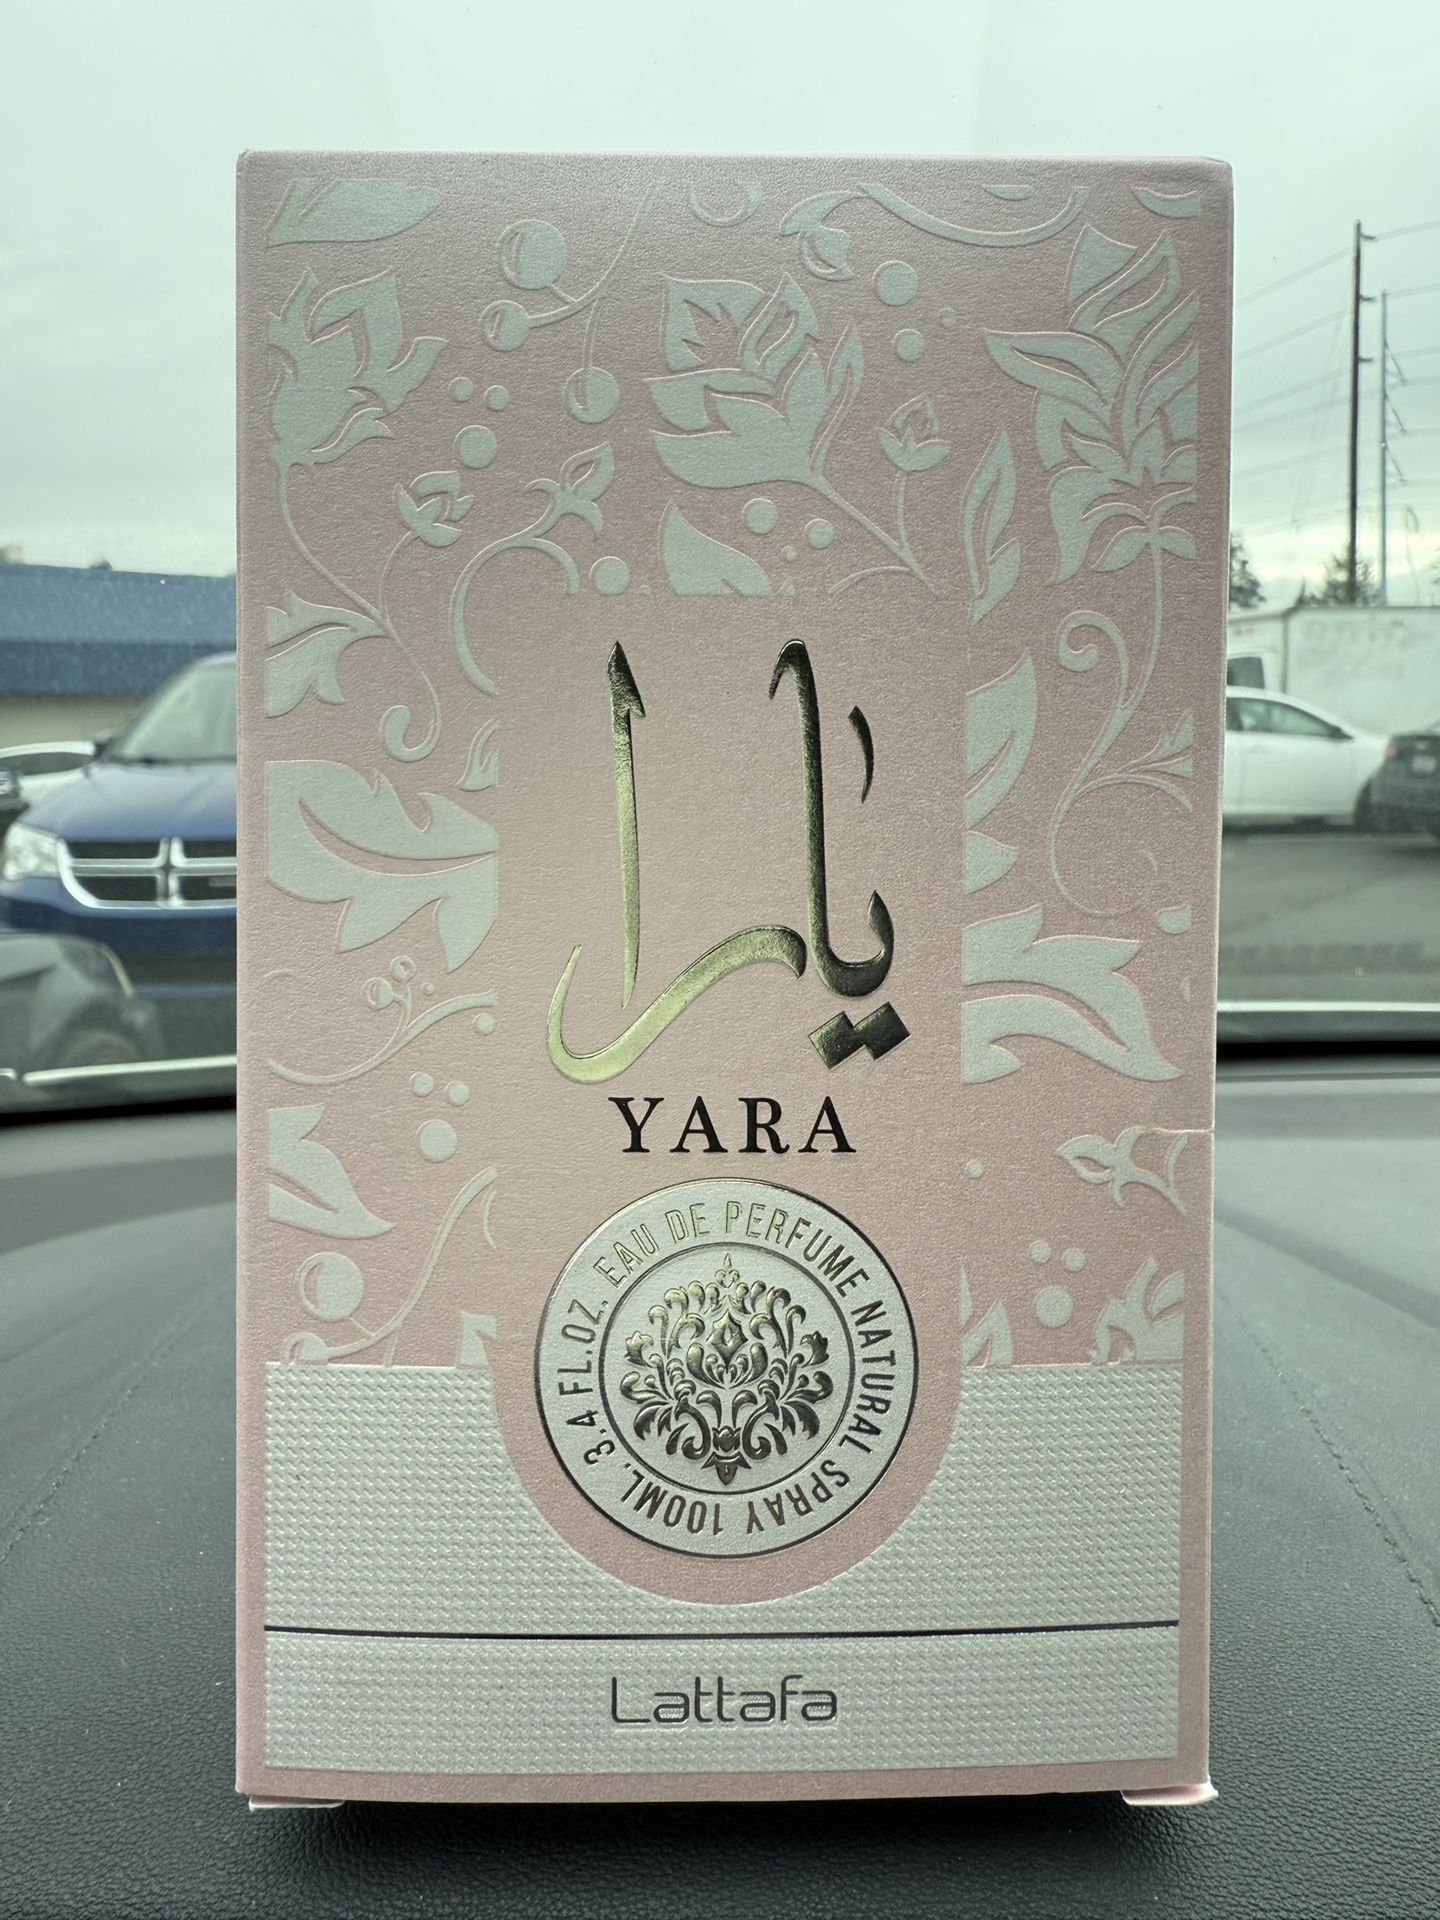 يارا
YARA
EAU DE PERFUME NATURAL SPRAY 100ML. 3.4 FL.OZ.
Lattafa